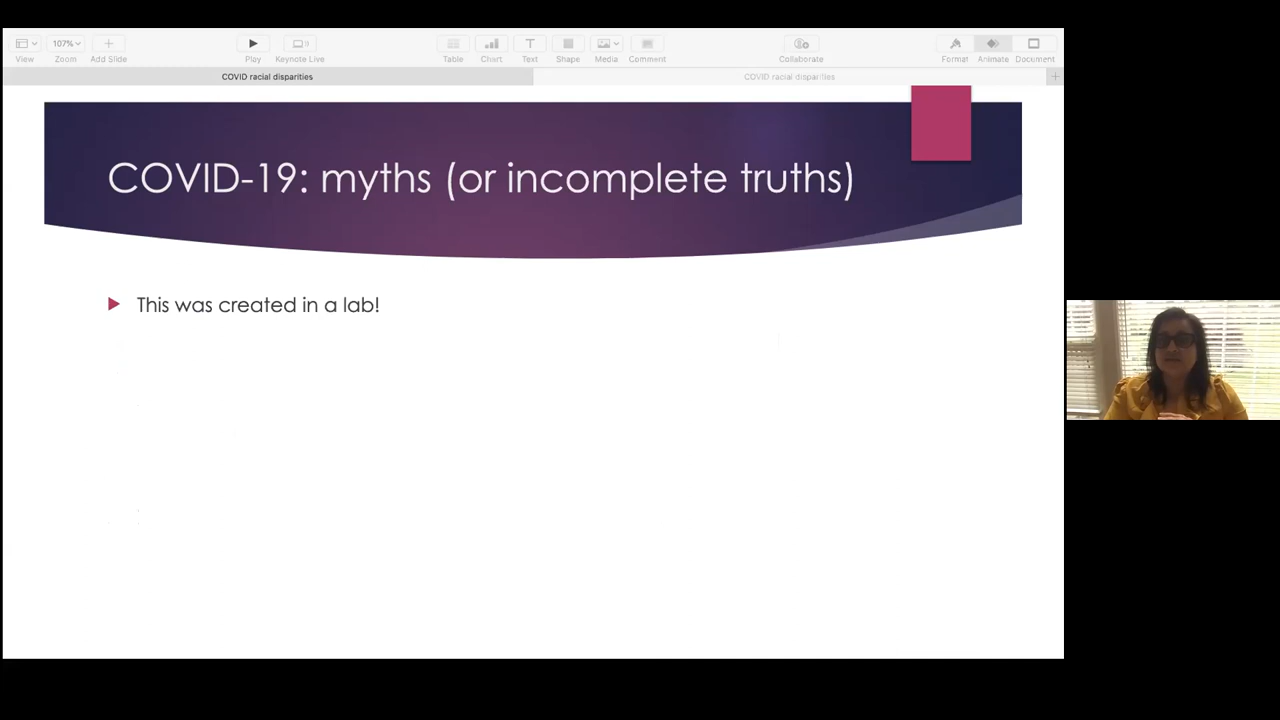 107%
View
Zoom
Add Slide
Play
Keynote Live
Table
Chart
Text
Shape
Media
Comment
Collaborate
Format
Animate
Document
COVID racial disparities
COVID racial disparities
COVID-19: myths (or incomplete truths)
This was created in a lab!